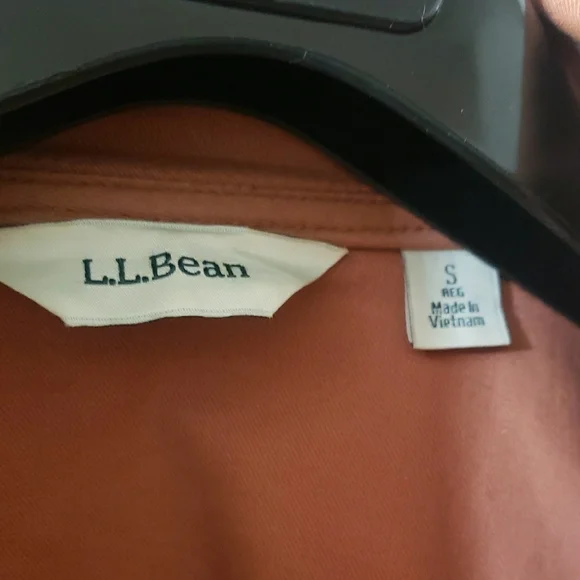 L.L.Bean
S
REG
Made in
Vietnam